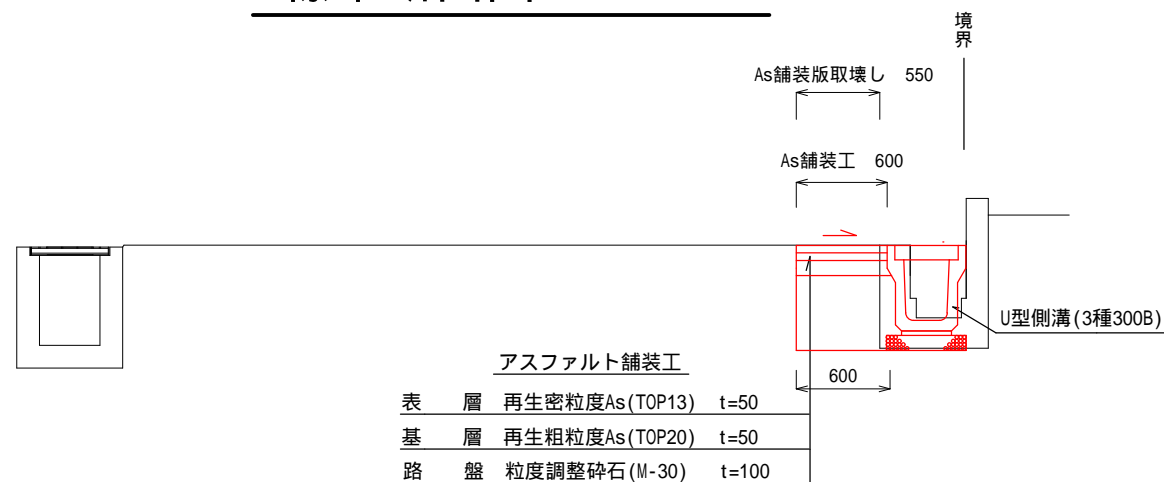 境界
As舗装版取壊し 550
As舗装工 600
U型側溝(3種300B)
600
アスファルト舗装工
表 層 再生密粒度As(TOP13) t=50
基 層 再生粗粒度As(TOP20) t=50
路 盤 粒度調整砕石(M-30) t=100